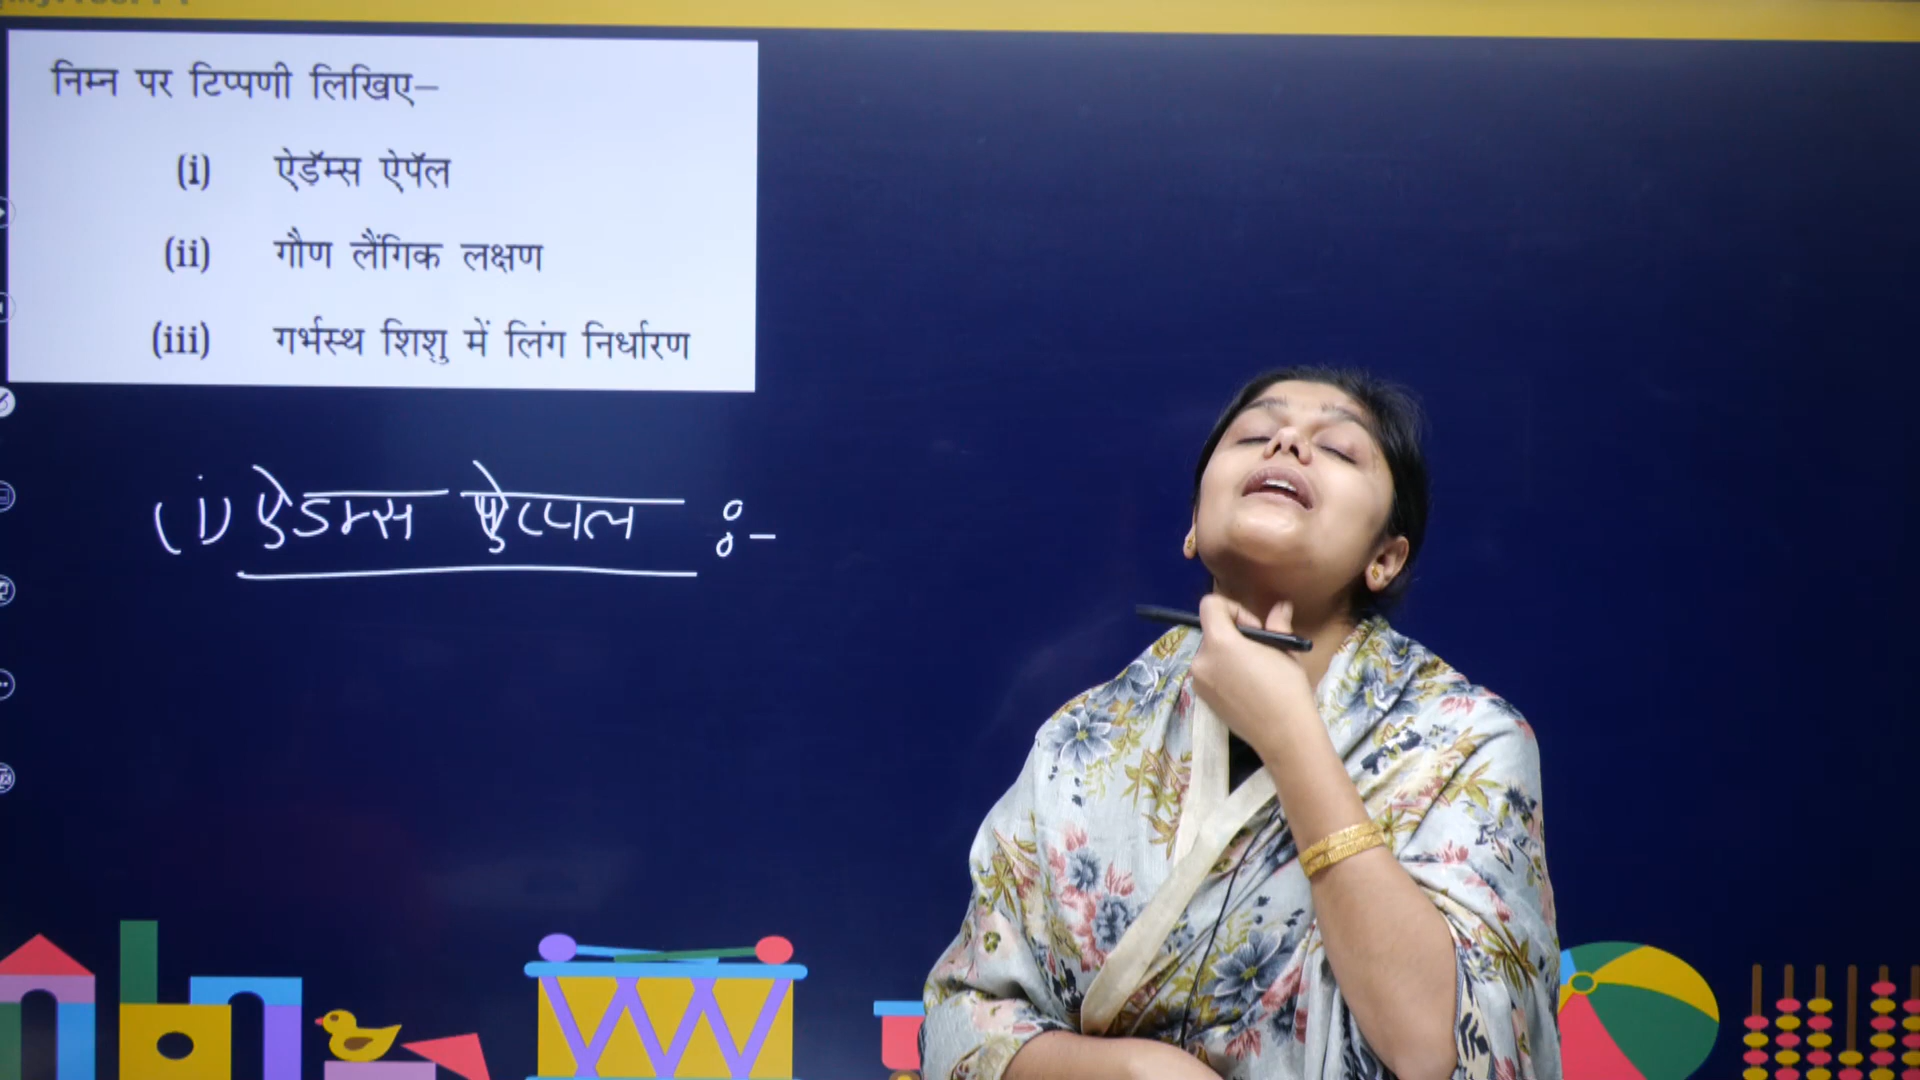 निम्न पर टिप्पणी लिखिए–
(i) ऐडॅम्स ऐपॅल
(ii) गौण लैंगिक लक्षण
(iii) गर्भस्थ शिशु में लिंग निर्धारण
(i) ऐडम्स ऐप्पल :-